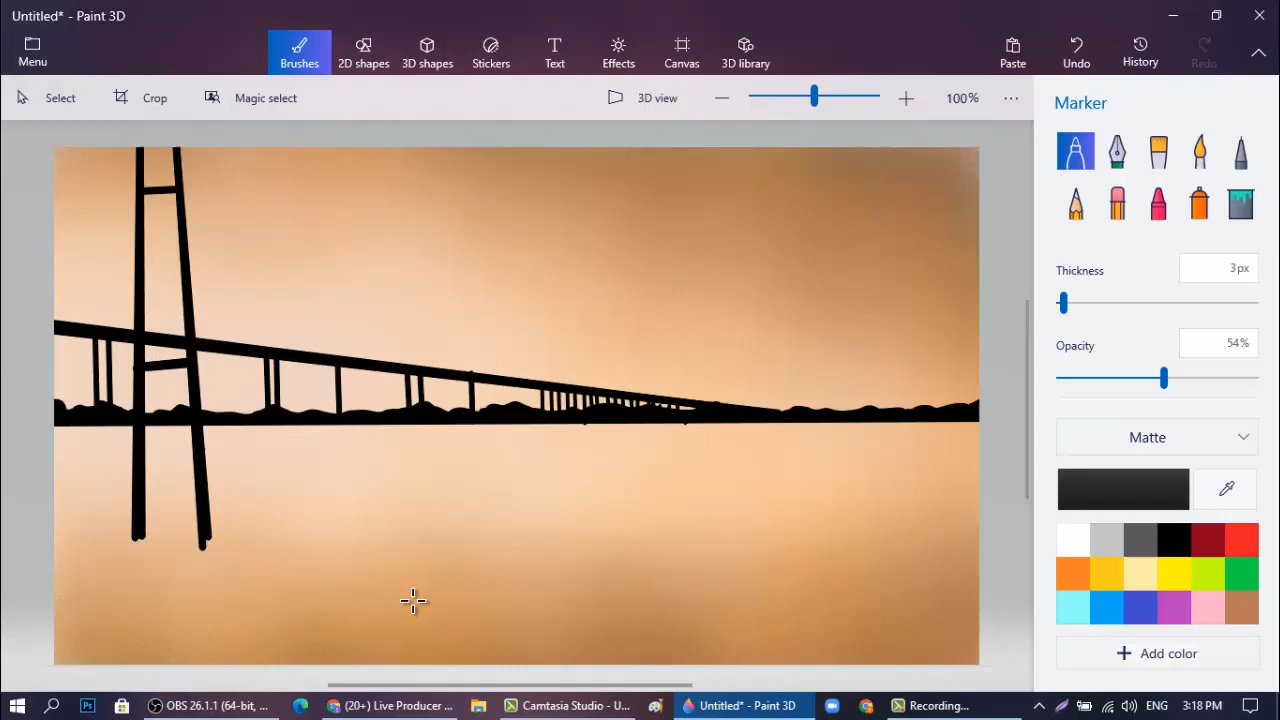 Untitled* - Paint 3D
Menu
Brushes
2D shapes
3D shapes
Stickers
Text
Effects
Canvas
3D library
Paste
Undo
History
Redo
Select
Crop
Magic select
3D view
100%
Marker
Thickness
3px
Opacity
54%
Matte
Add color
OBS 26.1.1 (64-bit, ...
(20+) Live Producer ...
Camtasia Studio - U...
Untitled* - Paint 3D
Recording...
ENG
3:18 PM